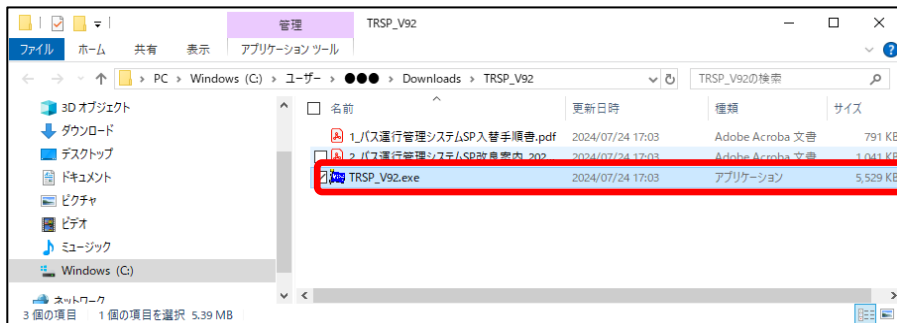 管理 TRSP_V92
ファイル ホーム 共有 表示 アプリケーション ツール
PC › Windows (C:) › ユーザー › ●●● › Downloads › TRSP_V92 TRSP_V92の検索
3D オブジェクト
ダウンロード
デスクトップ
ドキュメント
ピクチャ
ビデオ
ミュージック
Windows (C:)
ネットワーク
名前 更新日時 種類 サイズ
1_バス運行管理システムSP入替手順書.pdf 2024/07/24 17:03 Adobe Acroba 文書 791 KB
2_バス運行管理システムSP改良案内_202... 2024/07/24 17:03 Adobe Acroba 文書 1,041 KB
TRSP_V92.exe 2024/07/24 17:03 アプリケーション 5,529 KB
3 個の項目 1 個の項目を選択 5.39 MB